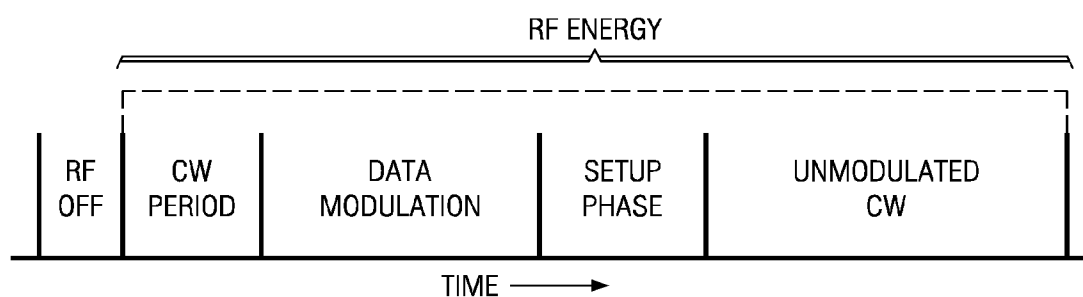 RF ENERGY
RF
OFF
CW
PERIOD
DATA
MODULATION
SETUP
PHASE
UNMODULATED
CW
TIME